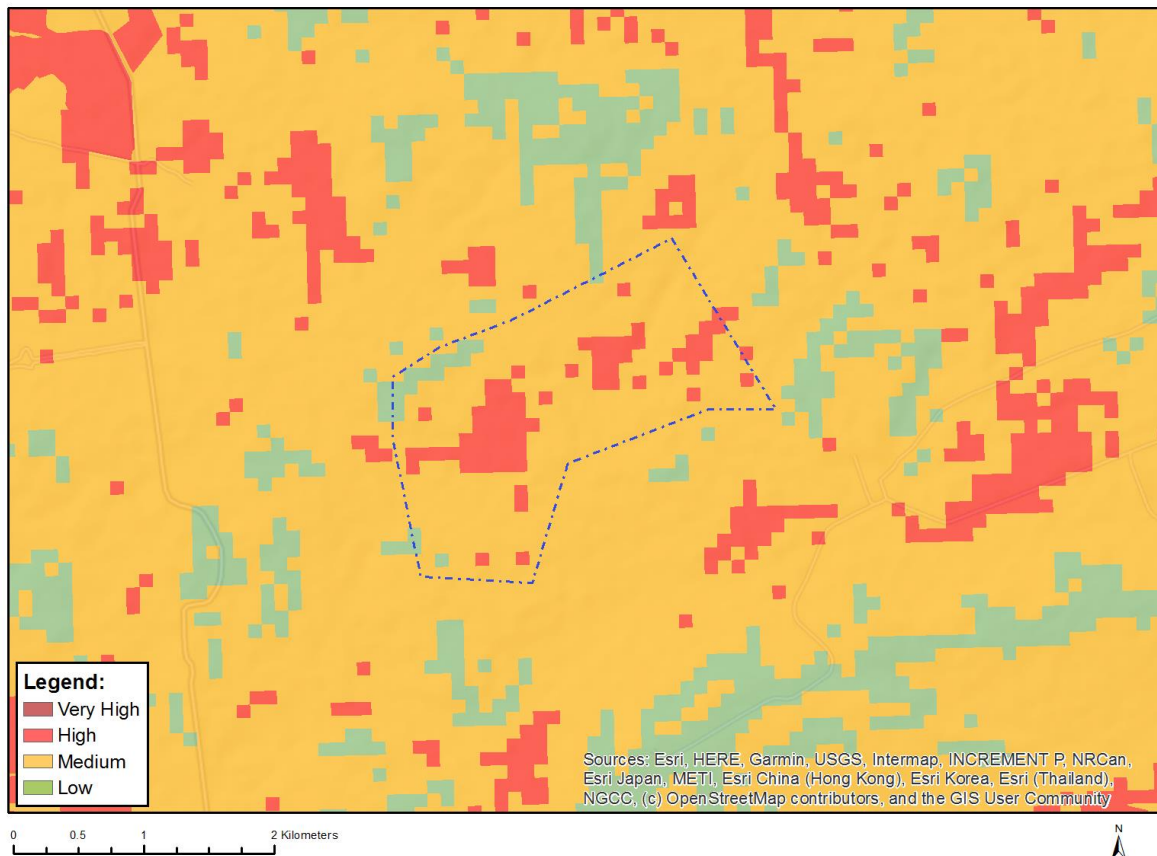 Legend:
Very High
High
Medium
Low
Sources: Esri, HERE, Garmin, USGS, Intermap, INCREMENT P, NRCan,
Esri Japan, METI, Esri China (Hong Kong), Esri Korea, Esri (Thailand),
NGCC, (c) OpenStreetMap contributors, and the GIS User Community
0 0.5 1 2 Kilometers
N